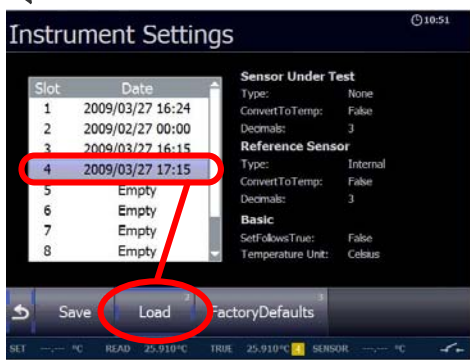 10:51
Instrument Settings
Slot Date
1 2009/03/27 16:24
2 2009/02/27 00:00
3 2009/03/27 16:15
4 2009/03/27 17:15
5 Empty
6 Empty
7 Empty
8 Empty
Sensor Under Test
Type: None
ConvertToTemp: False
Decimals: 3
Reference Sensor
Type: Internal
ConvertToTemp: False
Decimals: 3
Basic
SetFollowsTrue: False
Temperature Unit: Celsius
Save
2
Load
3
FactoryDefaults
SET ---.--- °C READ 25.910°C TRUE 25.910°C 4 SENSOR ---.--- °C